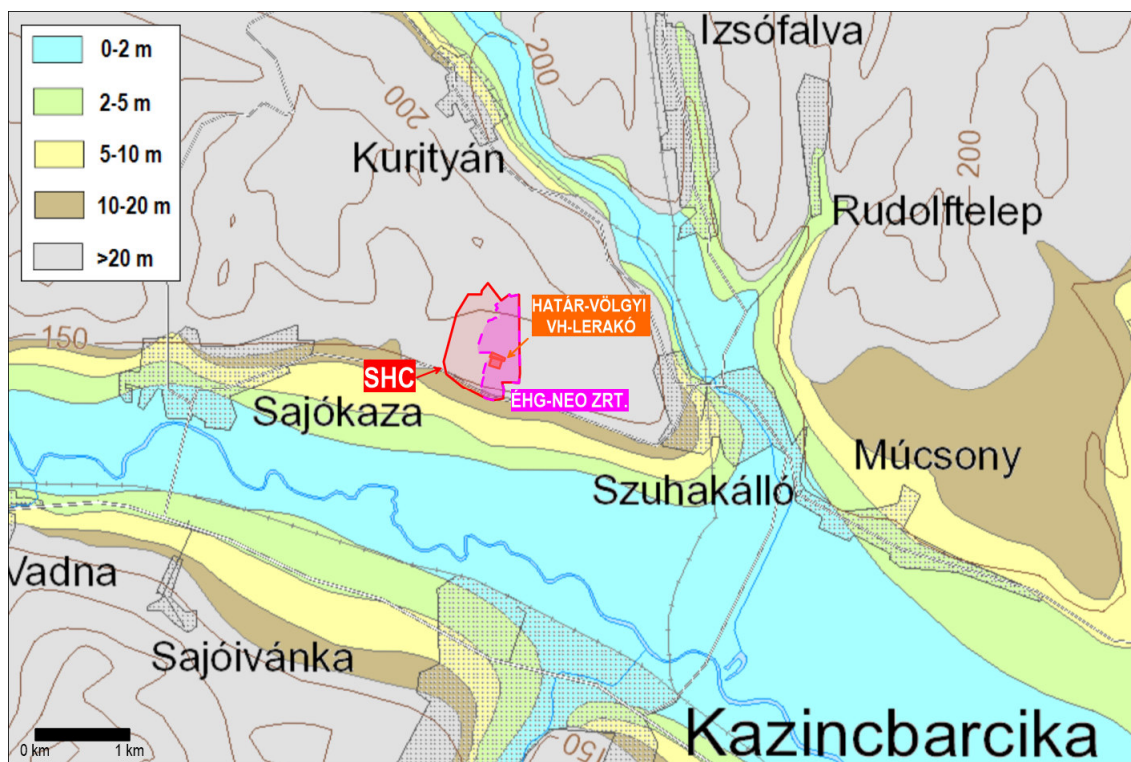 0-2 m
2-5 m
5-10 m
10-20 m
>20 m
Izsófalva
200
200
Kurityán
200
Rudolftelep
HATÁR-VÖLGYI
VH-LERAKÓ
150
SHC
EHG-NEO ZRT.
Sajókaza
Múcsony
Szuhakálló
Vadna
Sajóivánka
Kazincbarcika
150
0 km
1 km